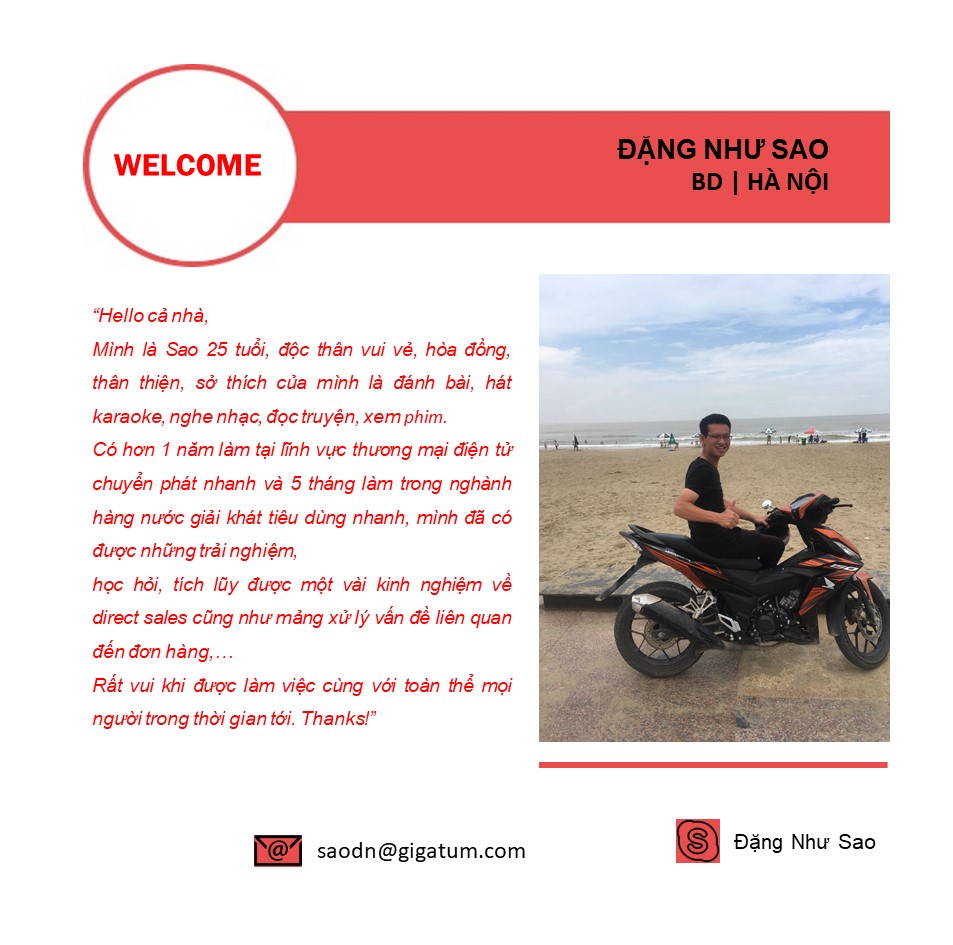 WELCOME
ĐẶNG NHƯ SAO
BD | HÀ NỘI
“Hello cả nhà,
Mình là Sao 25 tuổi, độc thân vui vẻ, hòa đồng,
thân thiện, sở thích của mình là đánh bài, hát
karaoke, nghe nhạc, đọc truyện, xem phim.
Có hơn 1 năm làm tại lĩnh vực thương mại điện tử
chuyển phát nhanh và 5 tháng làm trong nghành
hàng nước giải khát tiêu dùng nhanh, mình đã có
được những trải nghiệm,
học hỏi, tích lũy được một vài kinh nghiệm về
direct sales cũng như mảng xử lý vấn đề liên quan
đến đơn hàng,…
Rất vui khi được làm việc cùng với toàn thể mọi
người trong thời gian tới. Thanks!”
saodn@gigatum.com
Đặng Như Sao